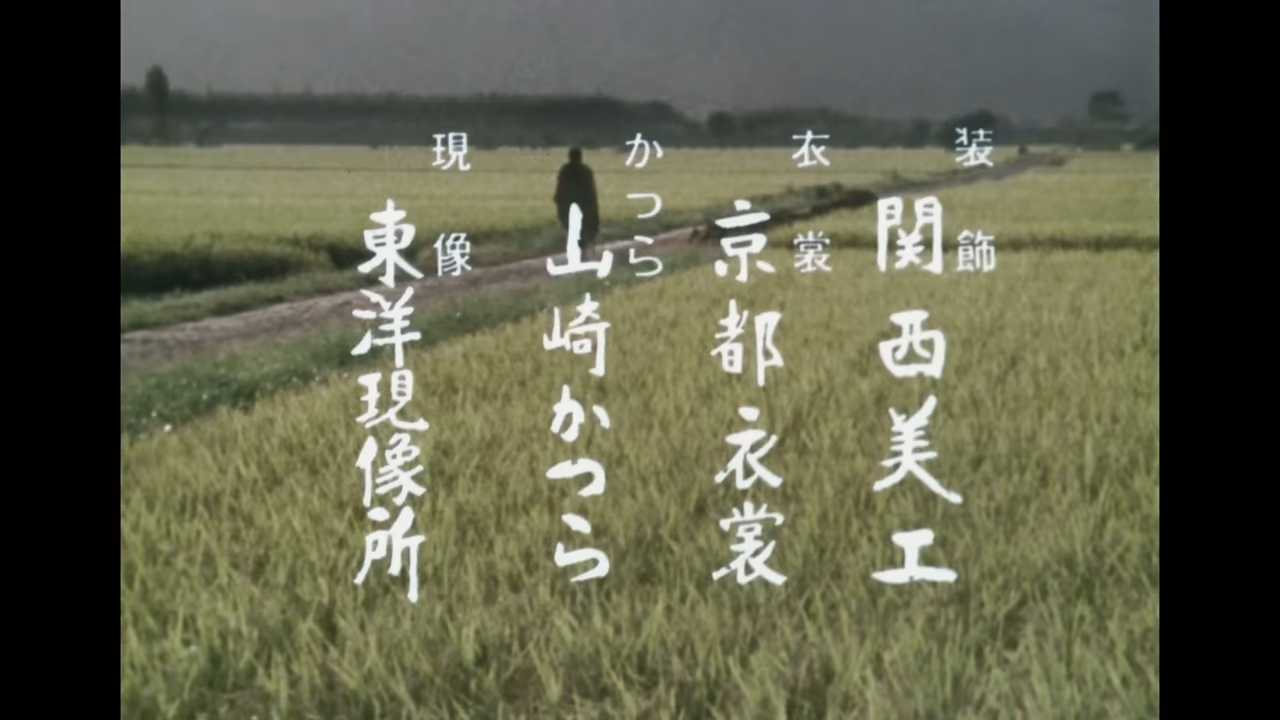 装飾
関西美工
衣裳
京都衣裳
かつら
山崎かつら
現像
東洋現像所